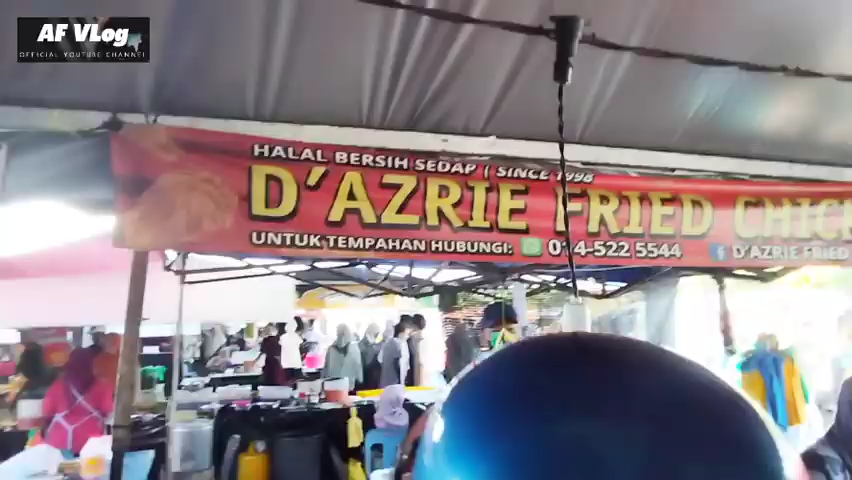 AF VLog
OFFICIAL YOUTUBE CHANNEL
HALAL BERSIH SEDAP ( SINCE 1998
D'AZRIE FRIED CHICK
UNTUK TEMPAHAN HUBUNGI: 014-522 5544 D'AZRIE FRIED